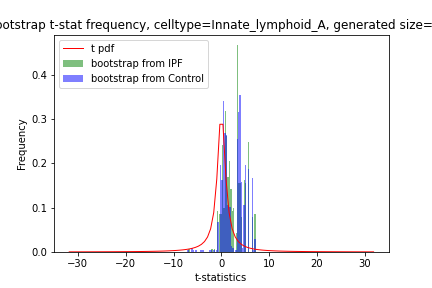 ootstrap t-stat frequency, celltype=Innate_lymphoid_A, generated size=
t pdf
bootstrap from IPF
bootstrap from Control
Frequency
0.4
0.3
0.2
0.1
0.0
−30 −20 −10 0 10 20 30
t-statistics